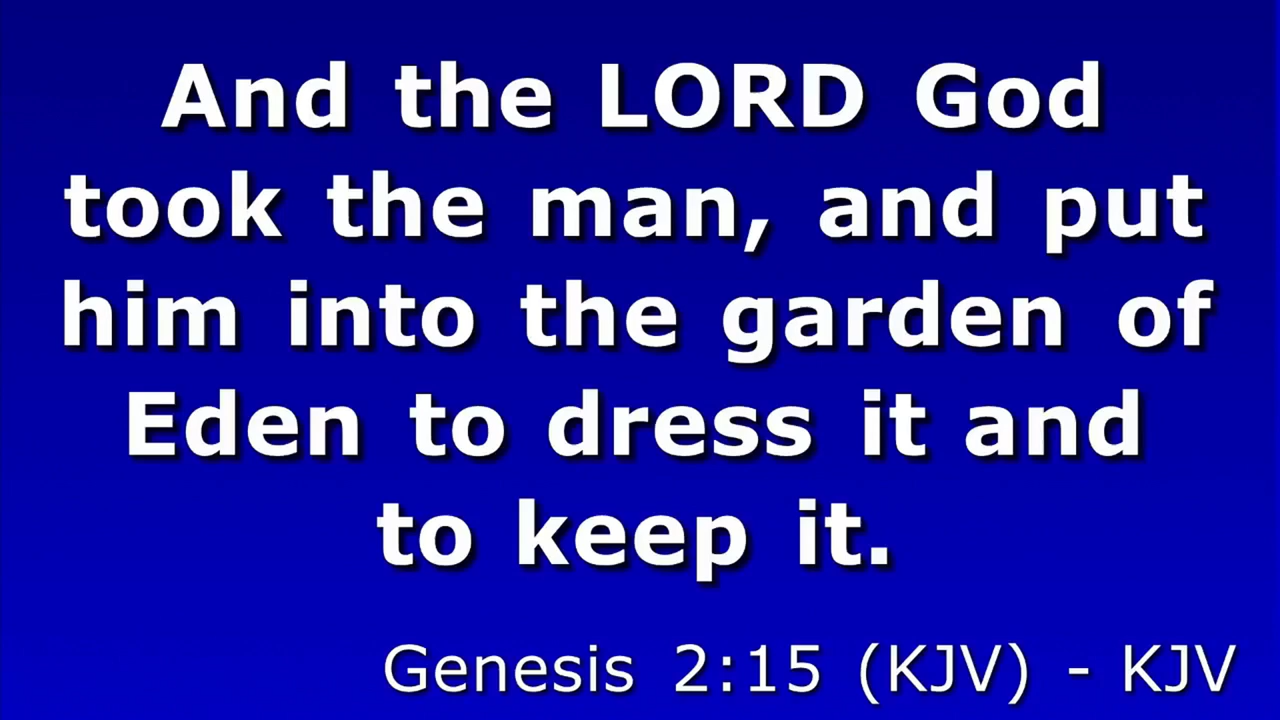 And the LORD God
took the man, and put
him into the garden of
Eden to dress it and
to keep it.
Genesis 2:15 (KJV) - KJV